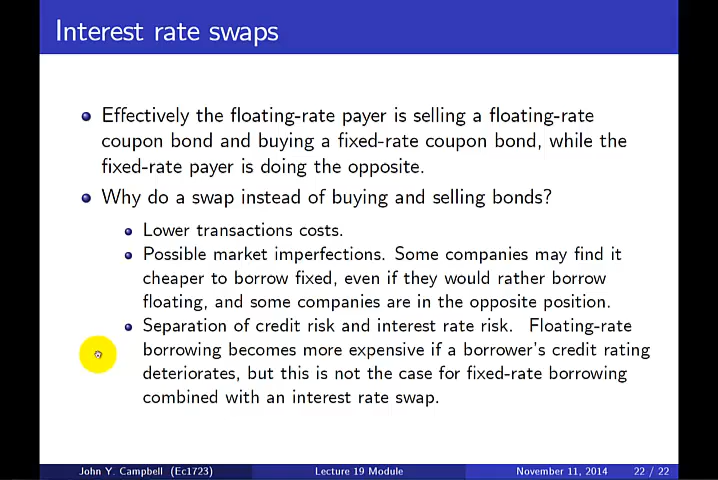 Interest rate swaps
Effectively the floating-rate payer is selling a floating-rate
coupon bond and buying a fixed-rate coupon bond, while the
fixed-rate payer is doing the opposite.
Why do a swap instead of buying and selling bonds?
Lower transactions costs.
Possible market imperfections. Some companies may find it
cheaper to borrow fixed, even if they would rather borrow
floating, and some companies are in the opposite position.
Separation of credit risk and interest rate risk. Floating-rate
borrowing becomes more expensive if a borrower's credit rating
deteriorates, but this is not the case for fixed-rate borrowing
combined with an interest rate swap.
John Y. Campbell (Ec1723) Lecture 19 Module November 11, 2014 22 / 22